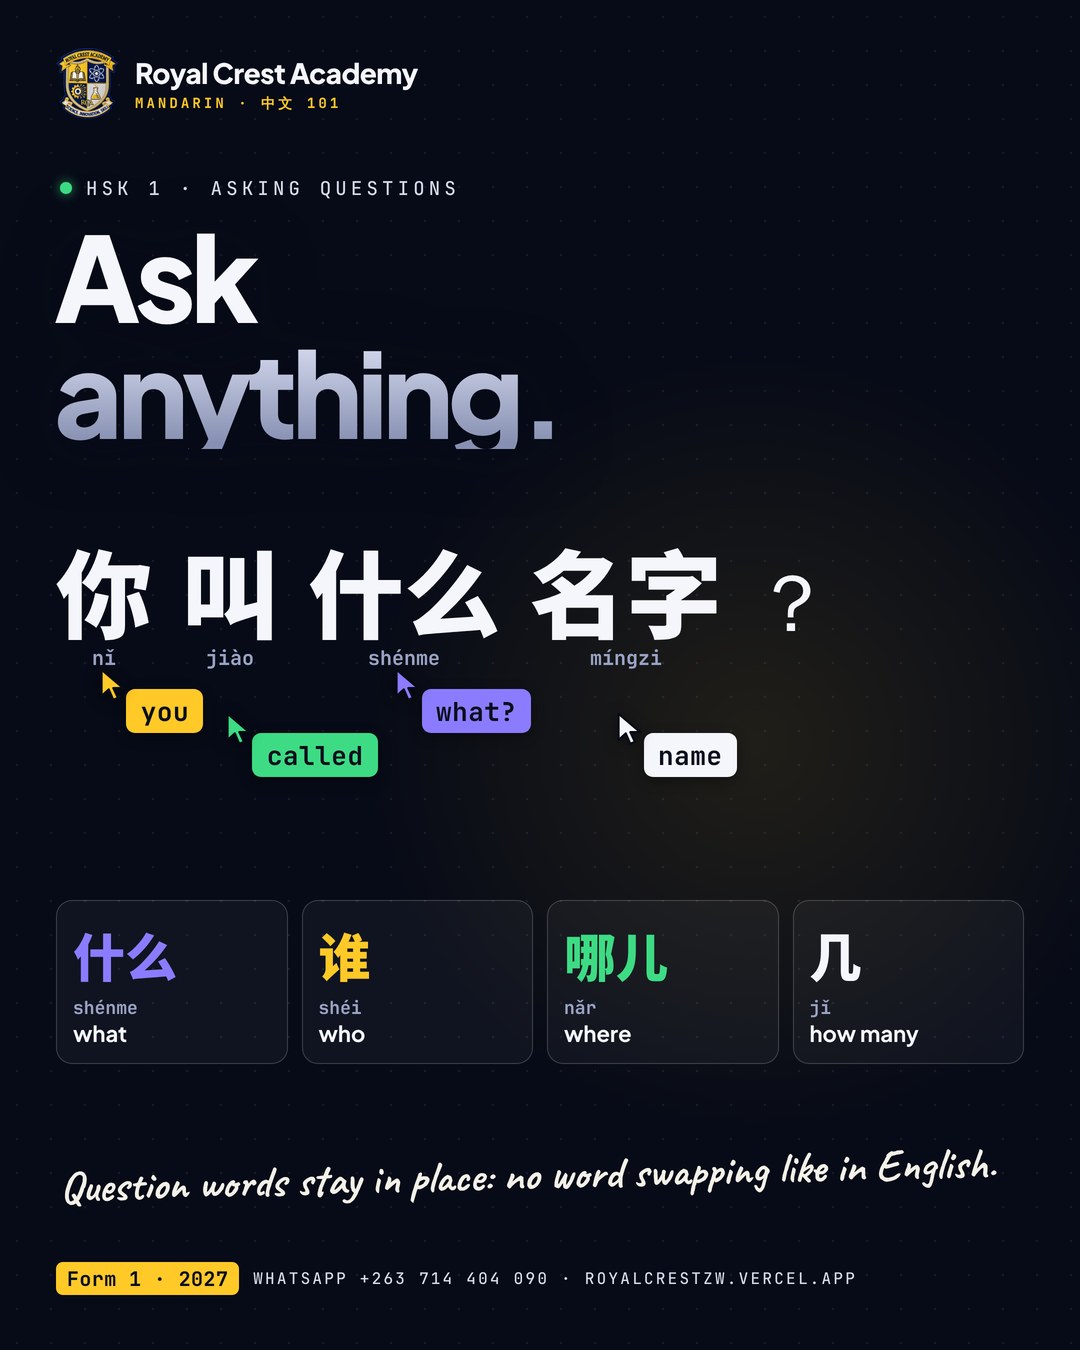 Royal Crest Academy
MANDARIN · 中文 101
HSK 1 · ASKING QUESTIONS
Ask
anything.
你 叫 什么 名字 ?
nǐ jiào shénme míngzi
you what?
called name
什么 谁 哪儿 几
shénme shéi nǎr jǐ
what who where how many
Question words stay in place: no word swapping like in English.
Form 1 · 2027 WHATSAPP +263 714 404 090 · ROYALCRESTZW.VERCEL.APP